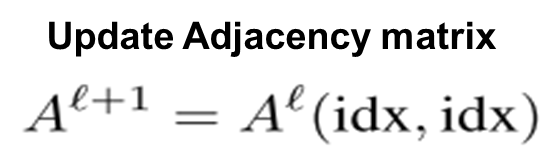 Update Adjacency matrix
A^{ℓ+1} = A^ℓ(idx, idx)